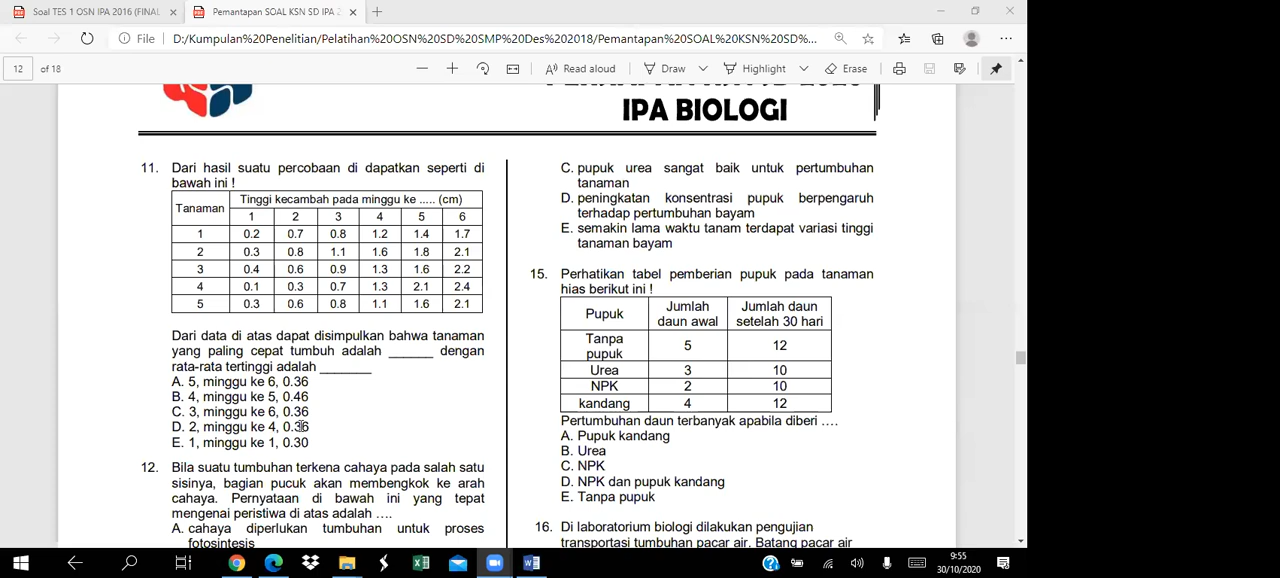 Soal TES 1 OSN IPA 2016 (FINAL
Pemantapan SOAL KSN SD IPA 2
File
D:/Kumpulan%20Penelitian/Pelatihan%20OSN%20SD%20SMP%20Des%202018/Pemantapan%20SOAL%20KSN%20SD%...
12 of 18
Read aloud
Draw
Highlight
Erase
IPA BIOLOGI
11. Dari hasil suatu percobaan di dapatkan seperti di
bawah ini !
Tanaman Tinggi kecambah pada minggu ke ..... (cm)
1 2 3 4 5 6
1 0.2 0.7 0.8 1.2 1.4 1.7
2 0.3 0.8 1.1 1.6 1.8 2.1
3 0.4 0.6 0.9 1.3 1.6 2.2
4 0.1 0.3 0.7 1.3 2.1 2.4
5 0.3 0.6 0.8 1.1 1.6 2.1
Dari data di atas dapat disimpulkan bahwa tanaman
yang paling cepat tumbuh adalah ______ dengan
rata-rata tertinggi adalah _______
A. 5, minggu ke 6, 0.36
B. 4, minggu ke 5, 0.46
C. 3, minggu ke 6, 0.36
D. 2, minggu ke 4, 0.36
E. 1, minggu ke 1, 0.30
12. Bila suatu tumbuhan terkena cahaya pada salah satu
sisinya, bagian pucuk akan membengkok ke arah
cahaya. Pernyataan di bawah ini yang tepat
mengenai peristiwa di atas adalah ....
A. cahaya diperlukan tumbuhan untuk proses
fotosintesis
C. pupuk urea sangat baik untuk pertumbuhan
tanaman
D. peningkatan konsentrasi pupuk berpengaruh
terhadap pertumbuhan bayam
E. semakin lama waktu tanam terdapat variasi tinggi
tanaman bayam
15. Perhatikan tabel pemberian pupuk pada tanaman
hias berikut ini !
Pupuk Jumlah daun awal Jumlah daun setelah 30 hari
Tanpa pupuk 5 12
Urea 3 10
NPK 2 10
kandang 4 12
Pertumbuhan daun terbanyak apabila diberi ....
A. Pupuk kandang
B. Urea
C. NPK
D. NPK dan pupuk kandang
E. Tanpa pupuk
16. Di laboratorium biologi dilakukan pengujian
transportasi tumbuhan pacar air. Batang pacar air
9:55
30/10/2020